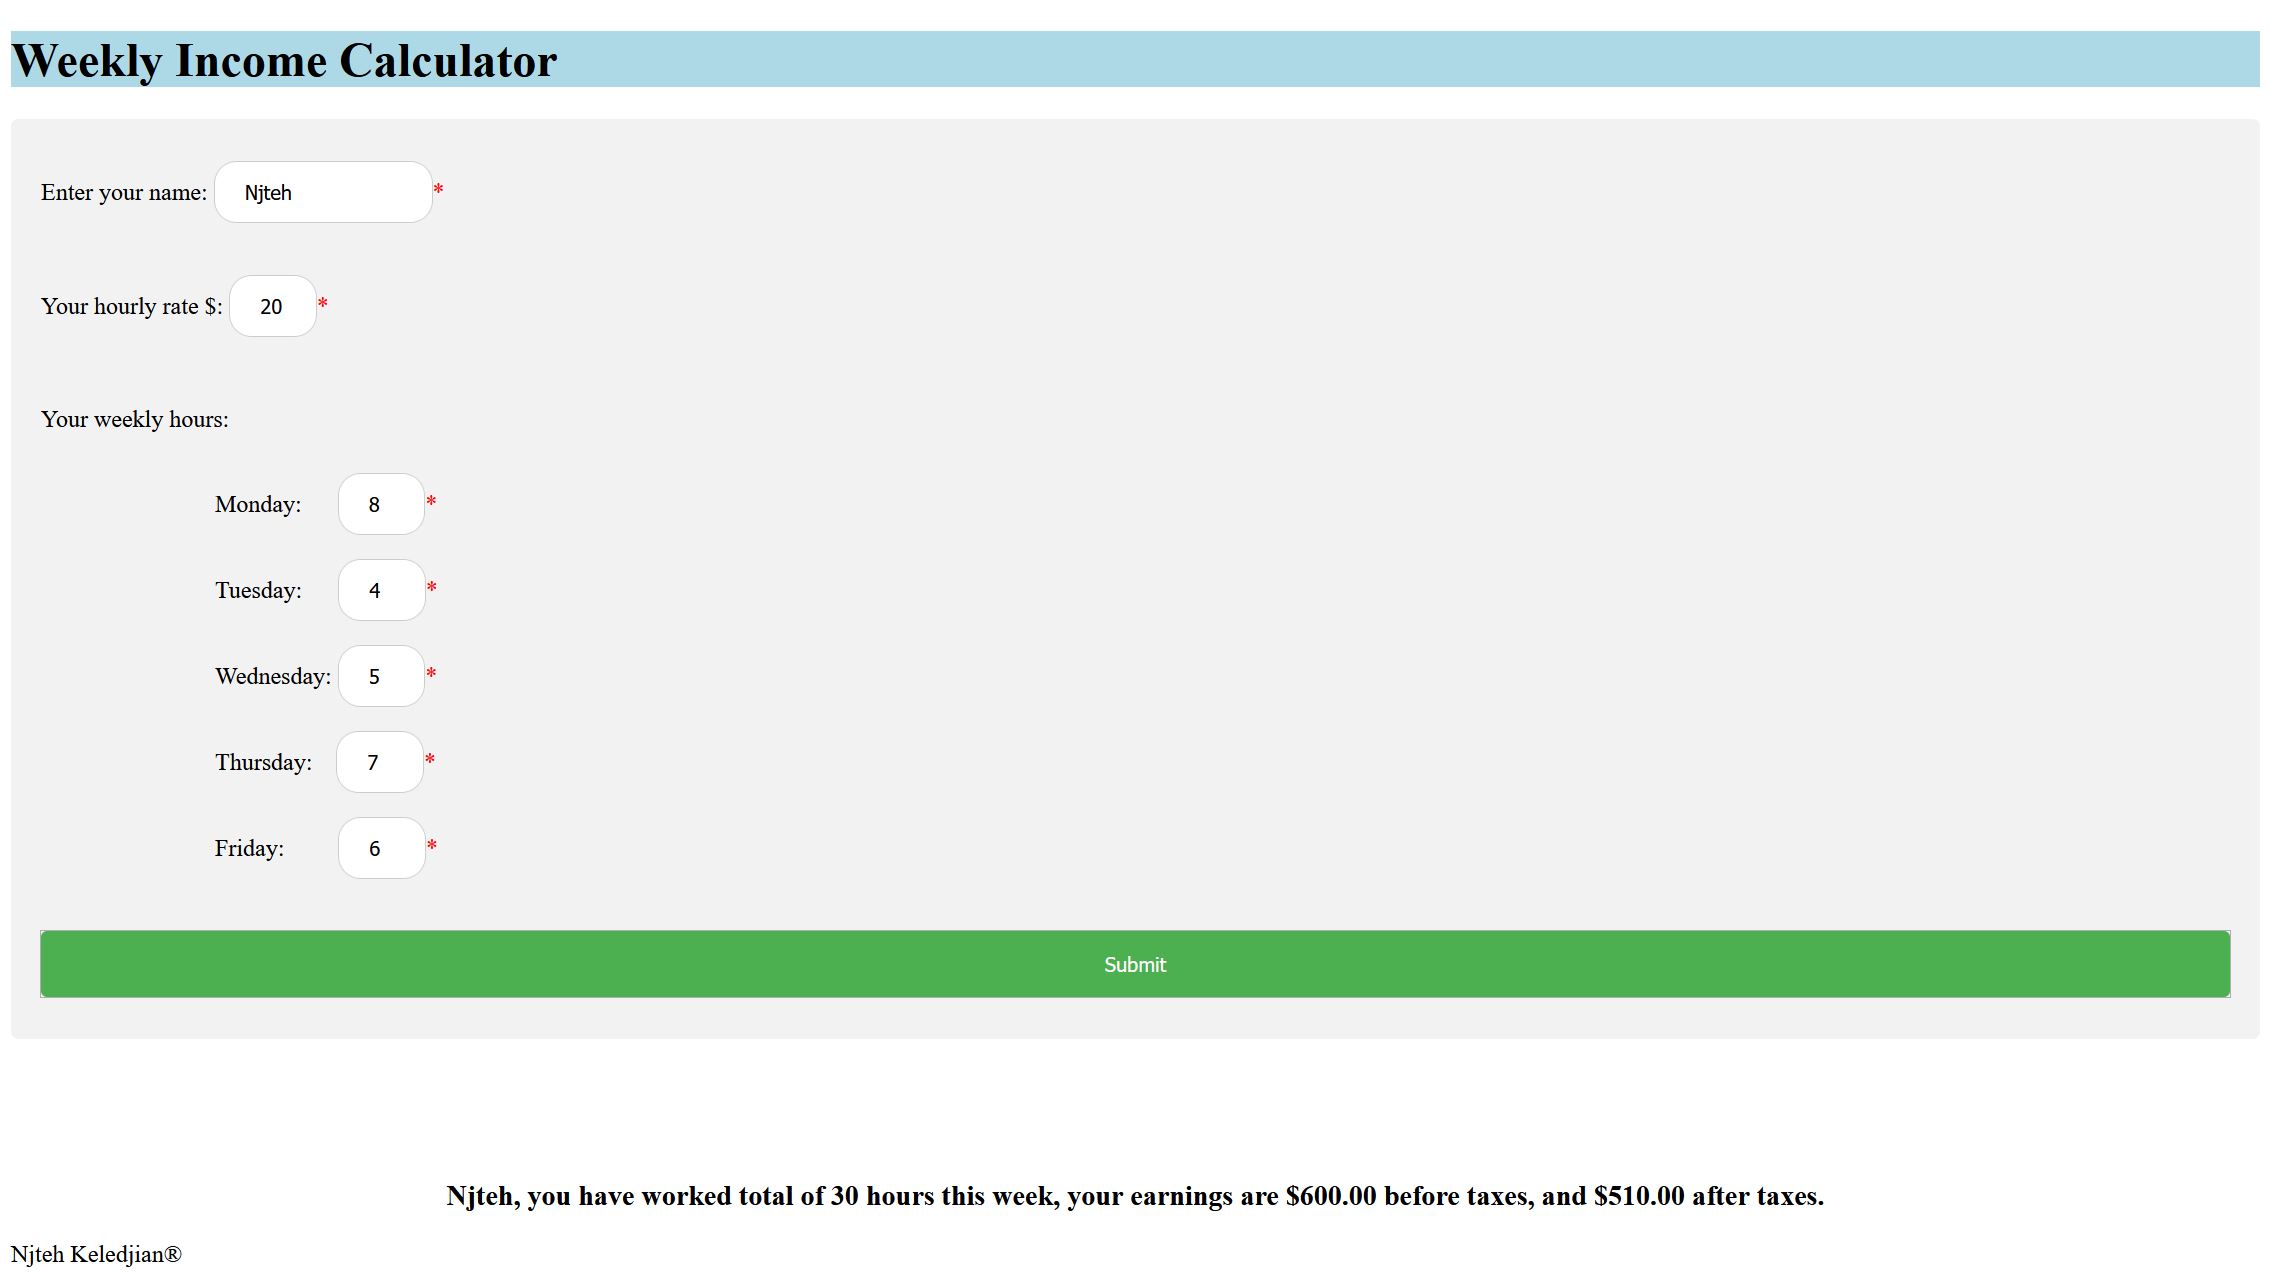 Weekly Income Calculator
Enter your name: Njteh*
Your hourly rate $: 20*
Your weekly hours:
Monday: 8*
Tuesday: 4*
Wednesday: 5*
Thursday: 7*
Friday: 6*
Submit
Njteh, you have worked total of 30 hours this week, your earnings are $600.00 before taxes, and $510.00 after taxes.
Njteh Keledjian®